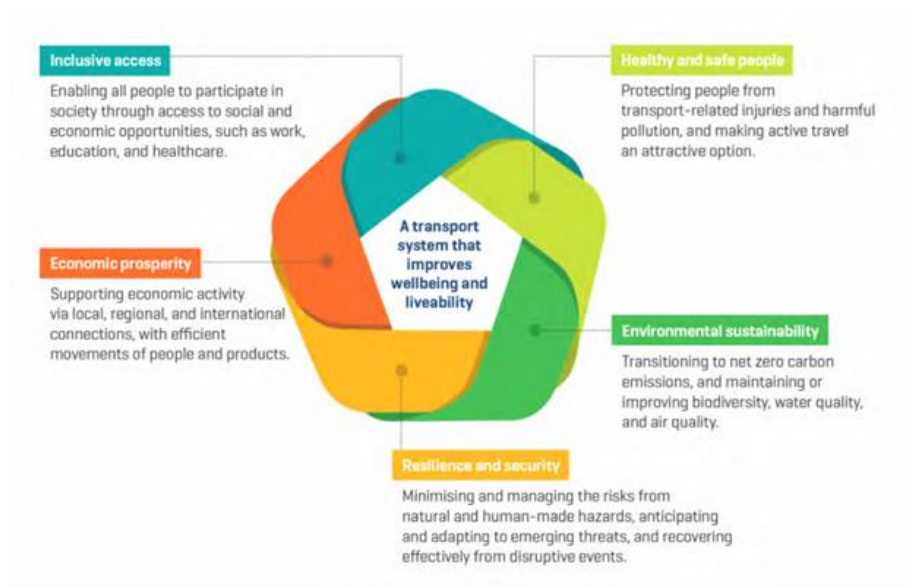 Inclusive access
Enabling all people to participate in
society through access to social and
economic opportunities, such as work,
education, and healthcare.
Healthy and safe people
Protecting people from
transport-related injuries and harmful
pollution, and making active travel
an attractive option.
A transport
system that
improves
wellbeing and
liveability
Economic prosperity
Supporting economic activity
via local, regional, and international
connections, with efficient
movements of people and products.
Environmental sustainability
Transitioning to net zero carbon
emissions, and maintaining or
improving biodiversity, water quality,
and air quality.
Resilience and security
Minimising and managing the risks from
natural and human-made hazards, anticipating
and adapting to emerging threats, and recovering
effectively from disruptive events.